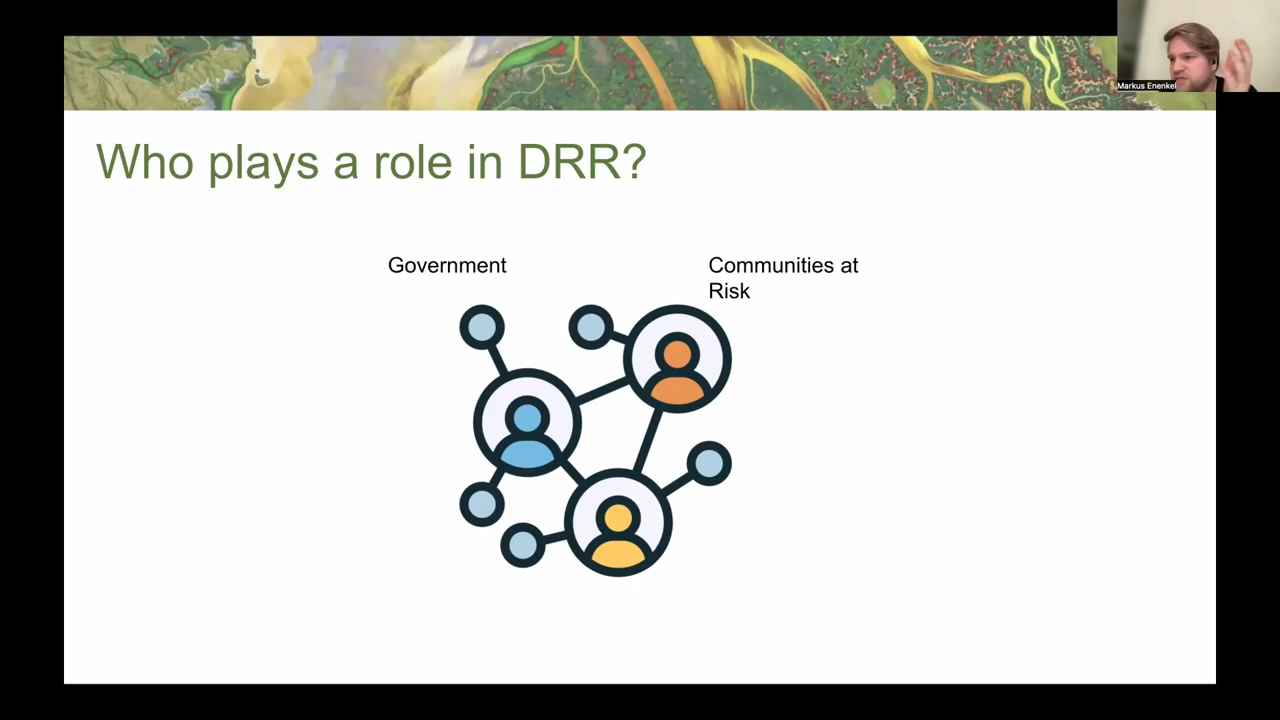 Markus Enenkel
Who plays a role in DRR?
Government
Communities at
Risk